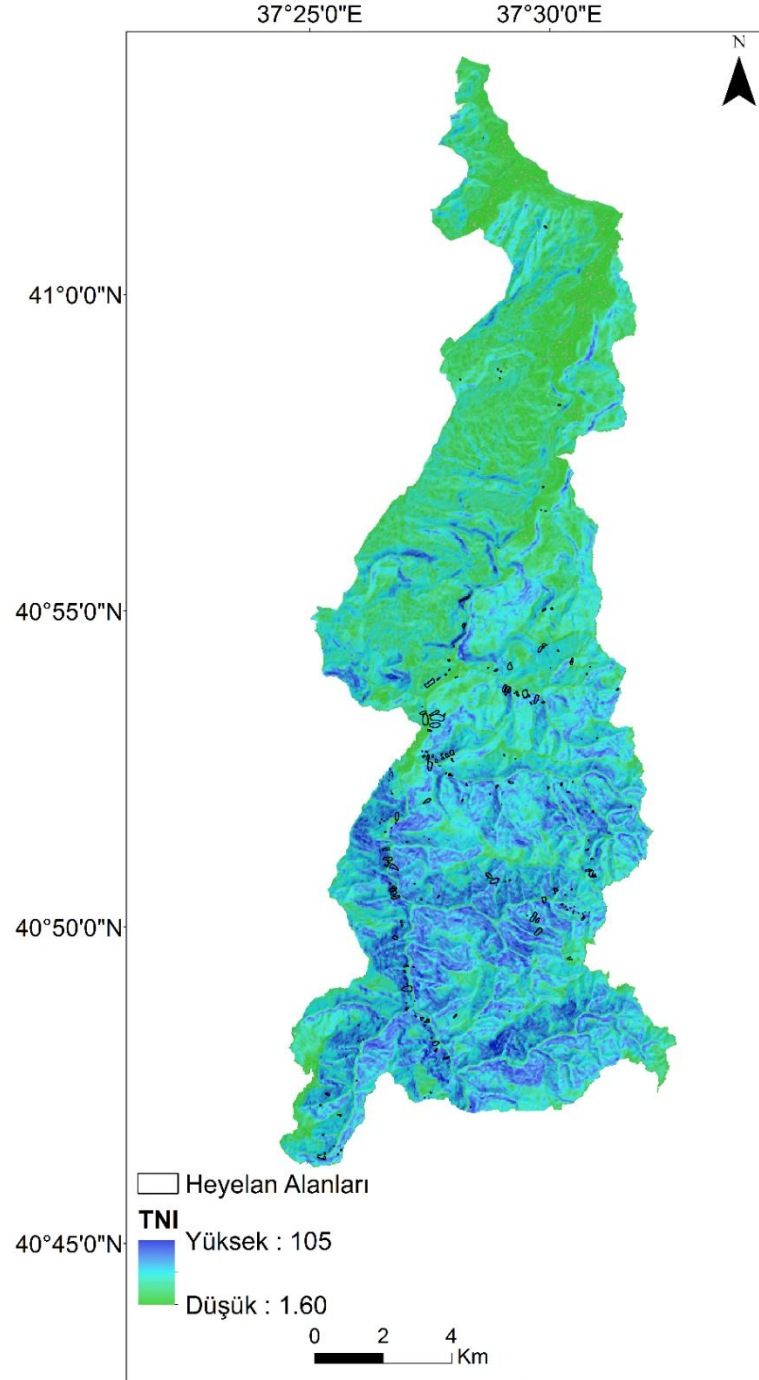 37°25'0"E 37°30'0"E
N
41°0'0"N
40°55'0"N
40°50'0"N
40°45'0"N
Heyelan Alanları
TNI
Yüksek : 105
Düşük : 1.60
0 2 4
Km